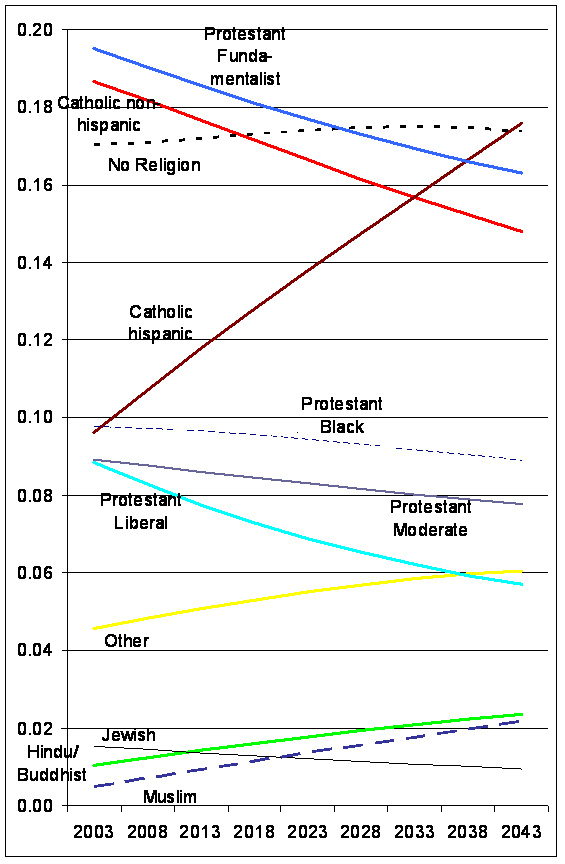 0.20
0.18
0.16
0.14
0.12
0.10
0.08
0.06
0.04
0.02
0.00
Protestant
Funda-
mentalist
Catholic non-
hispanic
No Religion
Catholic
hispanic
Protestant
Black
Protestant
Liberal
Protestant
Moderate
Other
Jewish
Hindu/
Buddhist
Muslim
2003 2008 2013 2018 2023 2028 2033 2038 2043